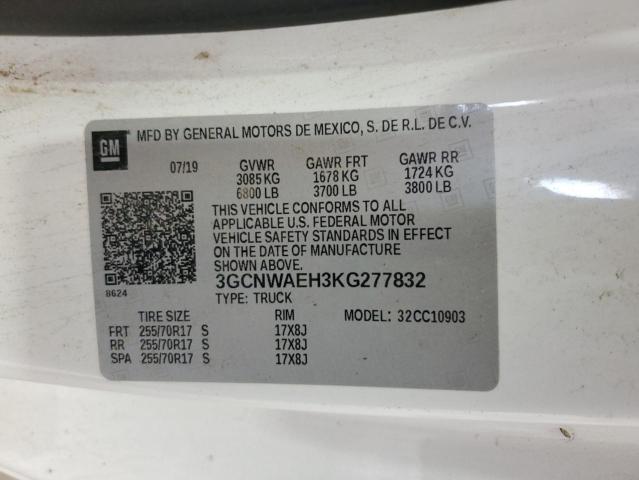 GM
MFD BY GENERAL MOTORS DE MEXICO, S. DE R.L. DE C.V.
07/19 GVWR GAWR FRT GAWR RR
3085 KG 1678 KG 1724 KG
6800 LB 3700 LB 3800 LB
THIS VEHICLE CONFORMS TO ALL
APPLICABLE U.S. FEDERAL MOTOR
VEHICLE SAFETY STANDARDS IN EFFECT
ON THE DATE OF MANUFACTURE
SHOWN ABOVE.
8624
3GCNWAEH3KG277832
TYPE: TRUCK
TIRE SIZE RIM MODEL: 32CC10903
FRT 255/70R17 S 17X8J
RR 255/70R17 S 17X8J
SPA 255/70R17 S 17X8J